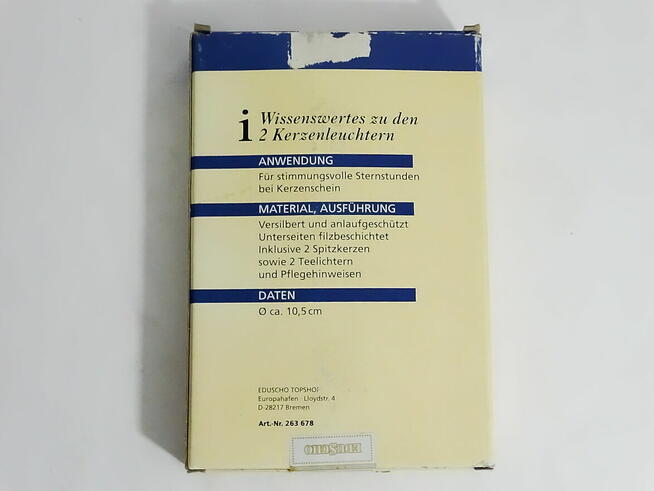 i Wissenswertes zu den
2 Kerzenleuchtern
ANWENDUNG
Für stimmungsvolle Sternstunden
bei Kerzenschein
MATERIAL, AUSFÜHRUNG
Versilbert und anlaufgeschützt
Unterseiten filzbeschichtet
Inklusive 2 Spitzkerzen
sowie 2 Teelichtern
und Pflegehinweisen
DATEN
Ø ca. 10,5 cm
EDUSCHO TOPSHOP
Europahafen · Lloydstr. 4
D-28217 Bremen
Art.-Nr. 263 678
EDUSCHO